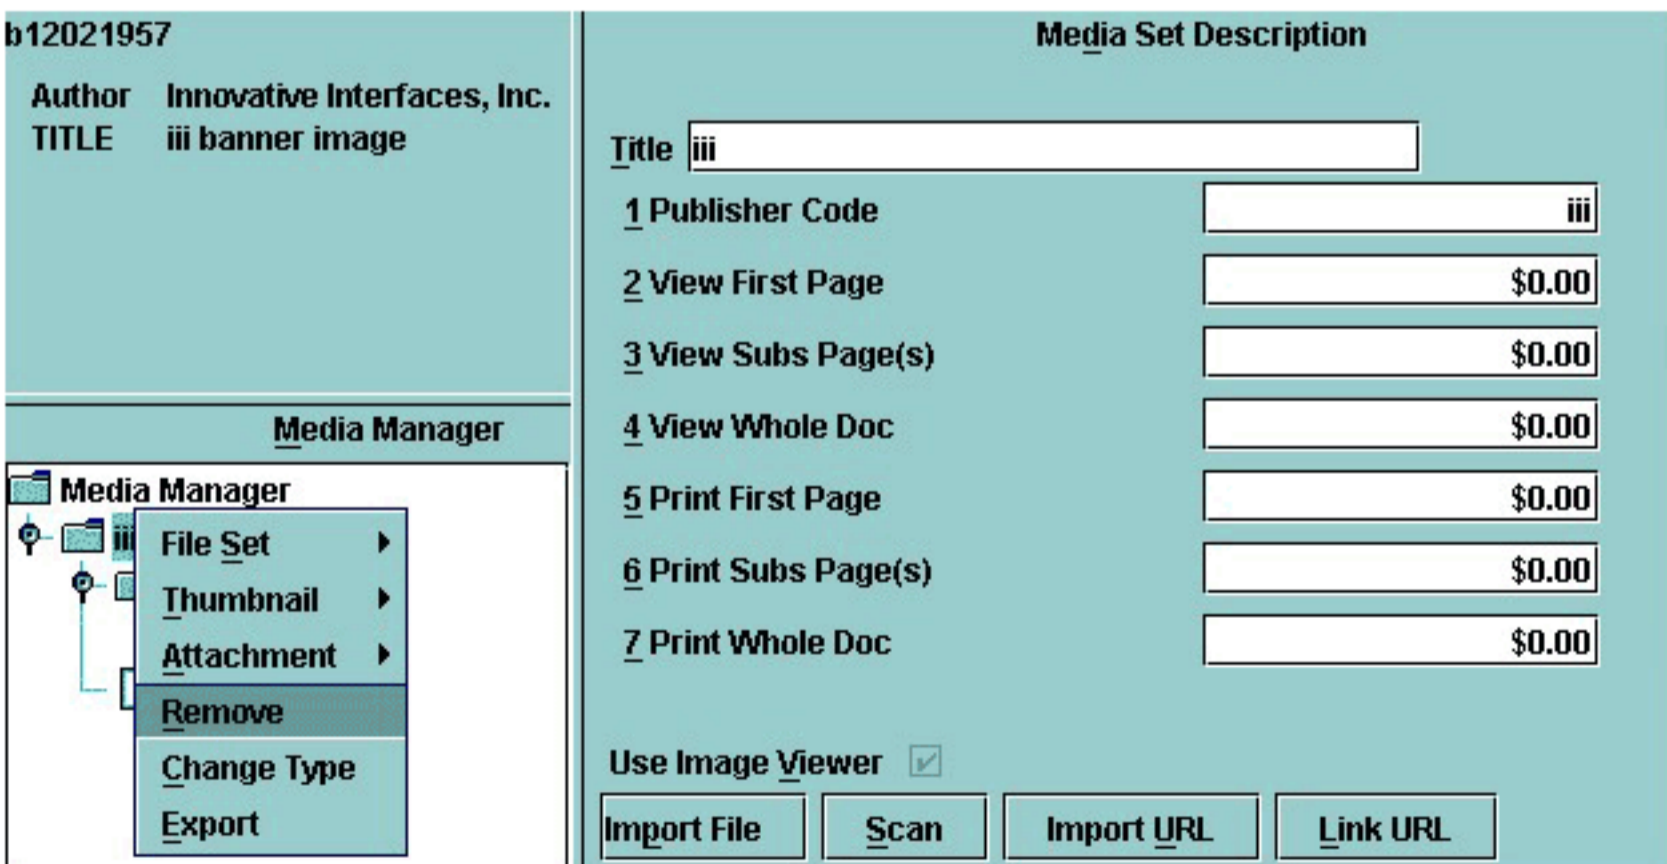 b12021957
Author Innovative Interfaces, Inc.
TITLE iii banner image
Media Manager
Media Manager
File Set
Thumbnail
Attachment
Remove
Change Type
Export
Media Set Description
Title iii
1 Publisher Code iii
2 View First Page $0.00
3 View Subs Page(s) $0.00
4 View Whole Doc $0.00
5 Print First Page $0.00
6 Print Subs Page(s) $0.00
7 Print Whole Doc $0.00
Use Image Viewer
Import File Scan Import URL Link URL